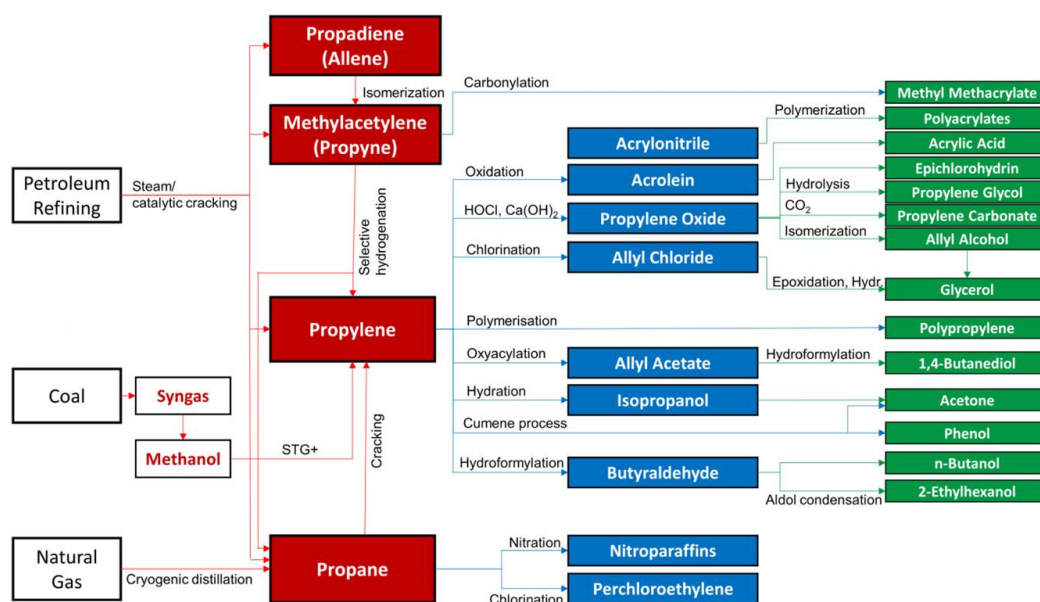 Propadiene
(Allene)
Isomerization
Carbonylation
Methyl Methacrylate
Methylacetylene
(Propyne)
Polymerization
Polyacrylates
Acrylonitrile
Acrylic Acid
Petroleum
Refining
Steam/
catalytic cracking
Oxidation
Acrolein
Epichlorohydrin
Hydrolysis
Propylene Glycol
HOCl, Ca(OH)2
Propylene Oxide
CO2
Propylene Carbonate
Isomerization
Allyl Alcohol
Selective
hydrogenation
Chlorination
Allyl Chloride
Epoxidation, Hydr.
Glycerol
Propylene
Polymerisation
Polypropylene
Oxyacylation
Allyl Acetate
Hydroformylation
1,4-Butanediol
Coal
Syngas
Hydration
Isopropanol
Acetone
Cumene process
Phenol
Methanol
STG+
Cracking
Hydroformylation
Butyraldehyde
n-Butanol
Aldol condensation
2-Ethylhexanol
Natural
Gas
Cryogenic distillation
Propane
Nitration
Nitroparaffins
Chlorination
Perchloroethylene